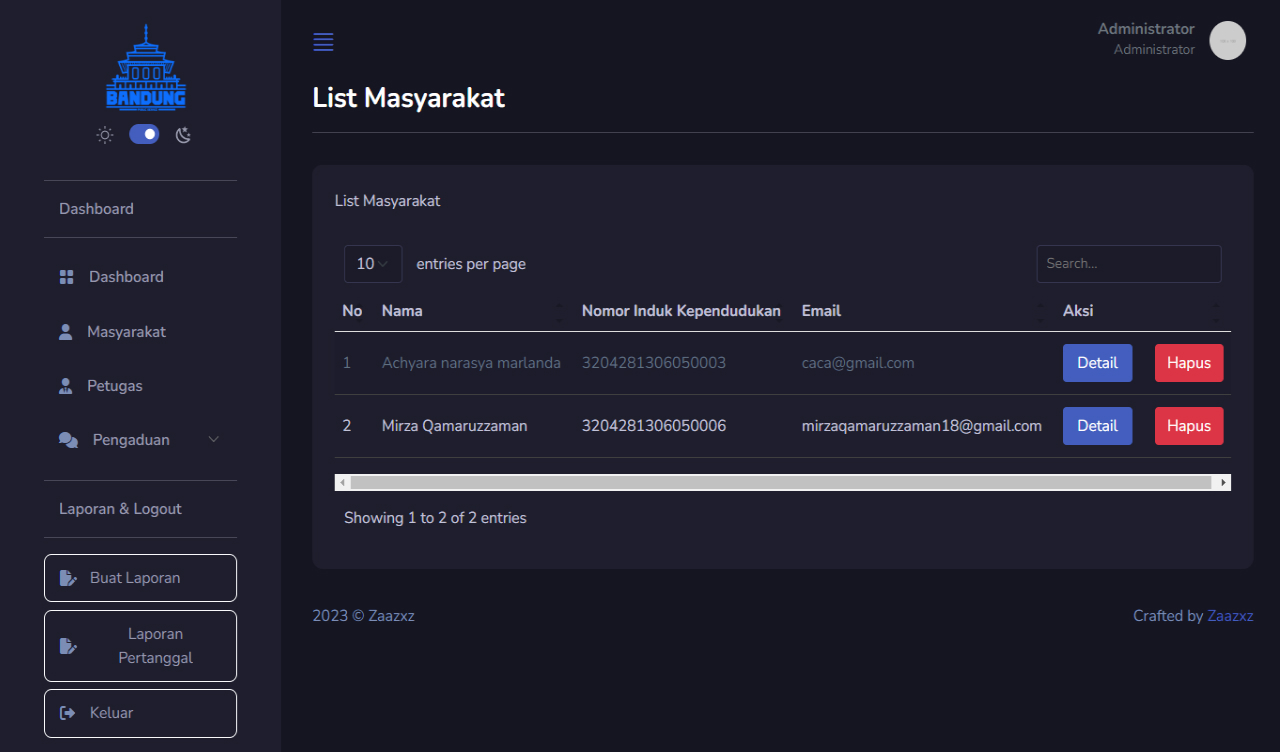 BANDUNG
Administrator
Administrator
List Masyarakat
Dashboard
Dashboard
Masyarakat
Petugas
Pengaduan
Laporan & Logout
Buat Laporan
Laporan
Pertanggal
Keluar
List Masyarakat
10 entries per page
Search...
No Nama Nomor Induk Kependudukan Email Aksi
1 Achyara narasya marlanda 3204281306050003 caca@gmail.com Detail Hapus
2 Mirza Qamaruzzaman 3204281306050006 mirzaqamaruzzaman18@gmail.com Detail Hapus
Showing 1 to 2 of 2 entries
2023 © Zaazxz
Crafted by Zaazxz